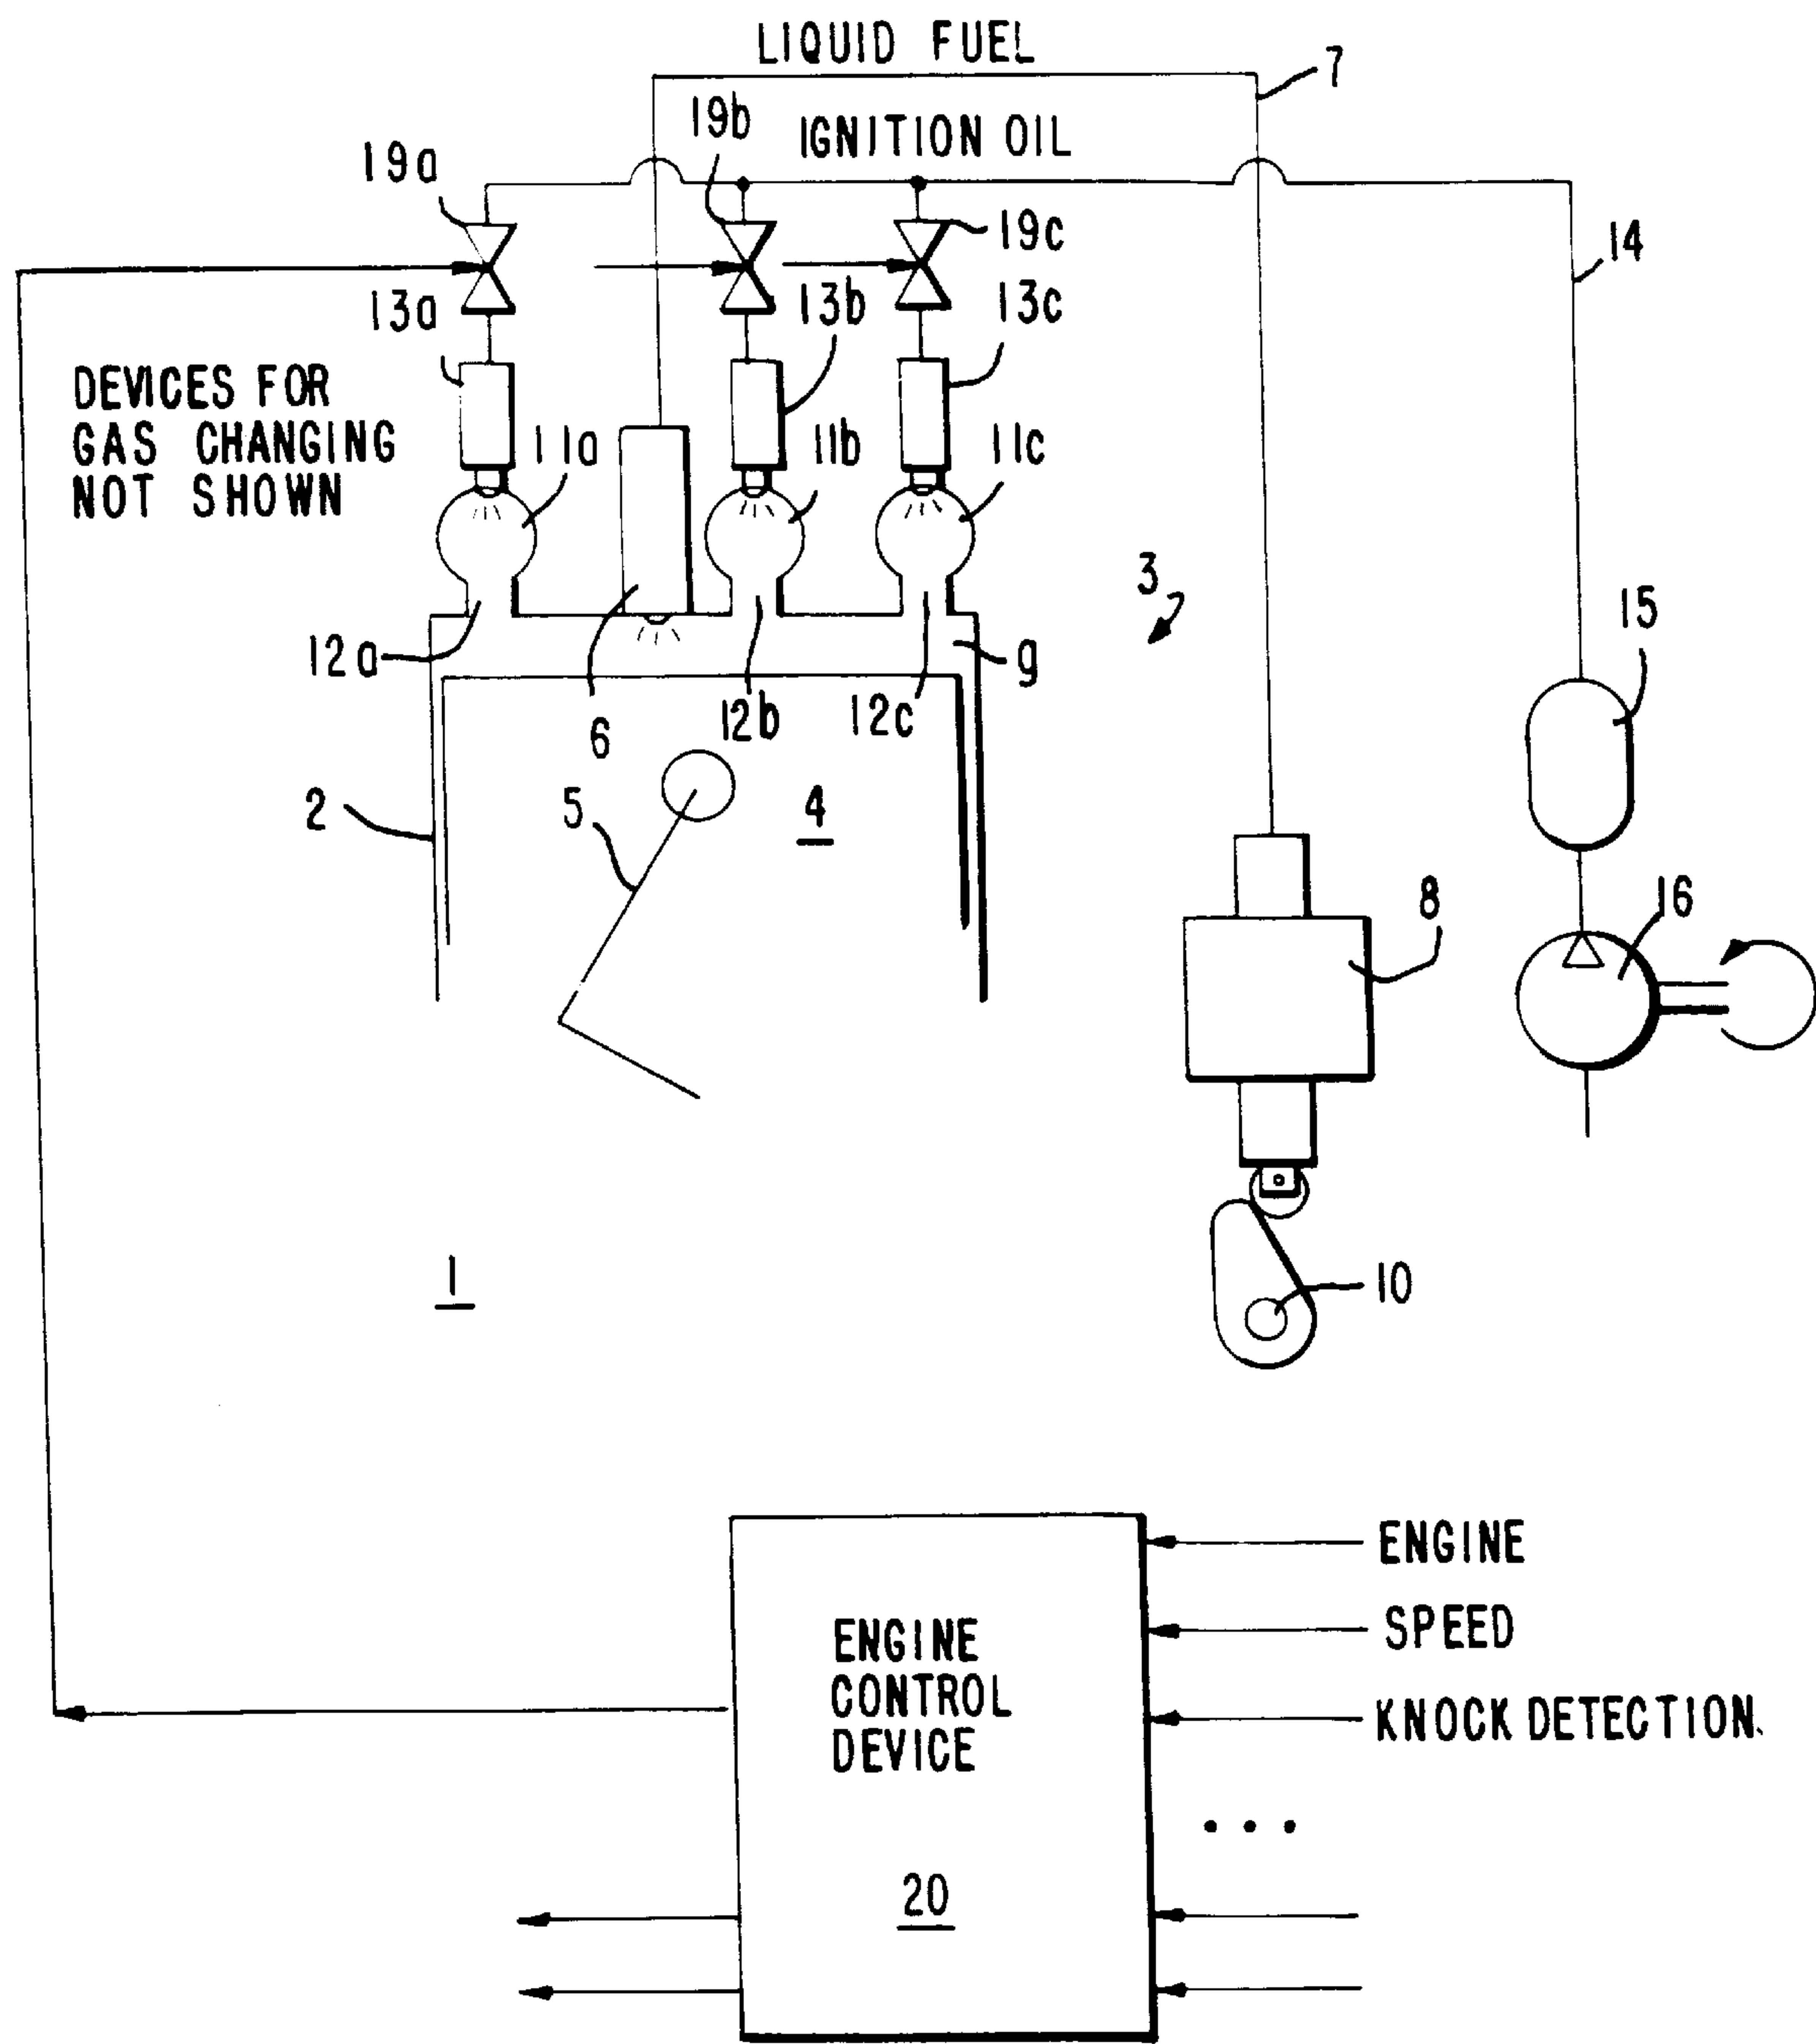 LIQUID FUEL
7
19b
IGNITION OIL
19a
19c
14
13a
13b
13c
DEVICES FOR
GAS CHANGING
NOT SHOWN
11a
11b
11c
3
15
12a
9
6
12b
12c
2
5
4
8
16
1
10
ENGINE
SPEED
KNOCK DETECTION
ENGINE
CONTROL
DEVICE
...
20